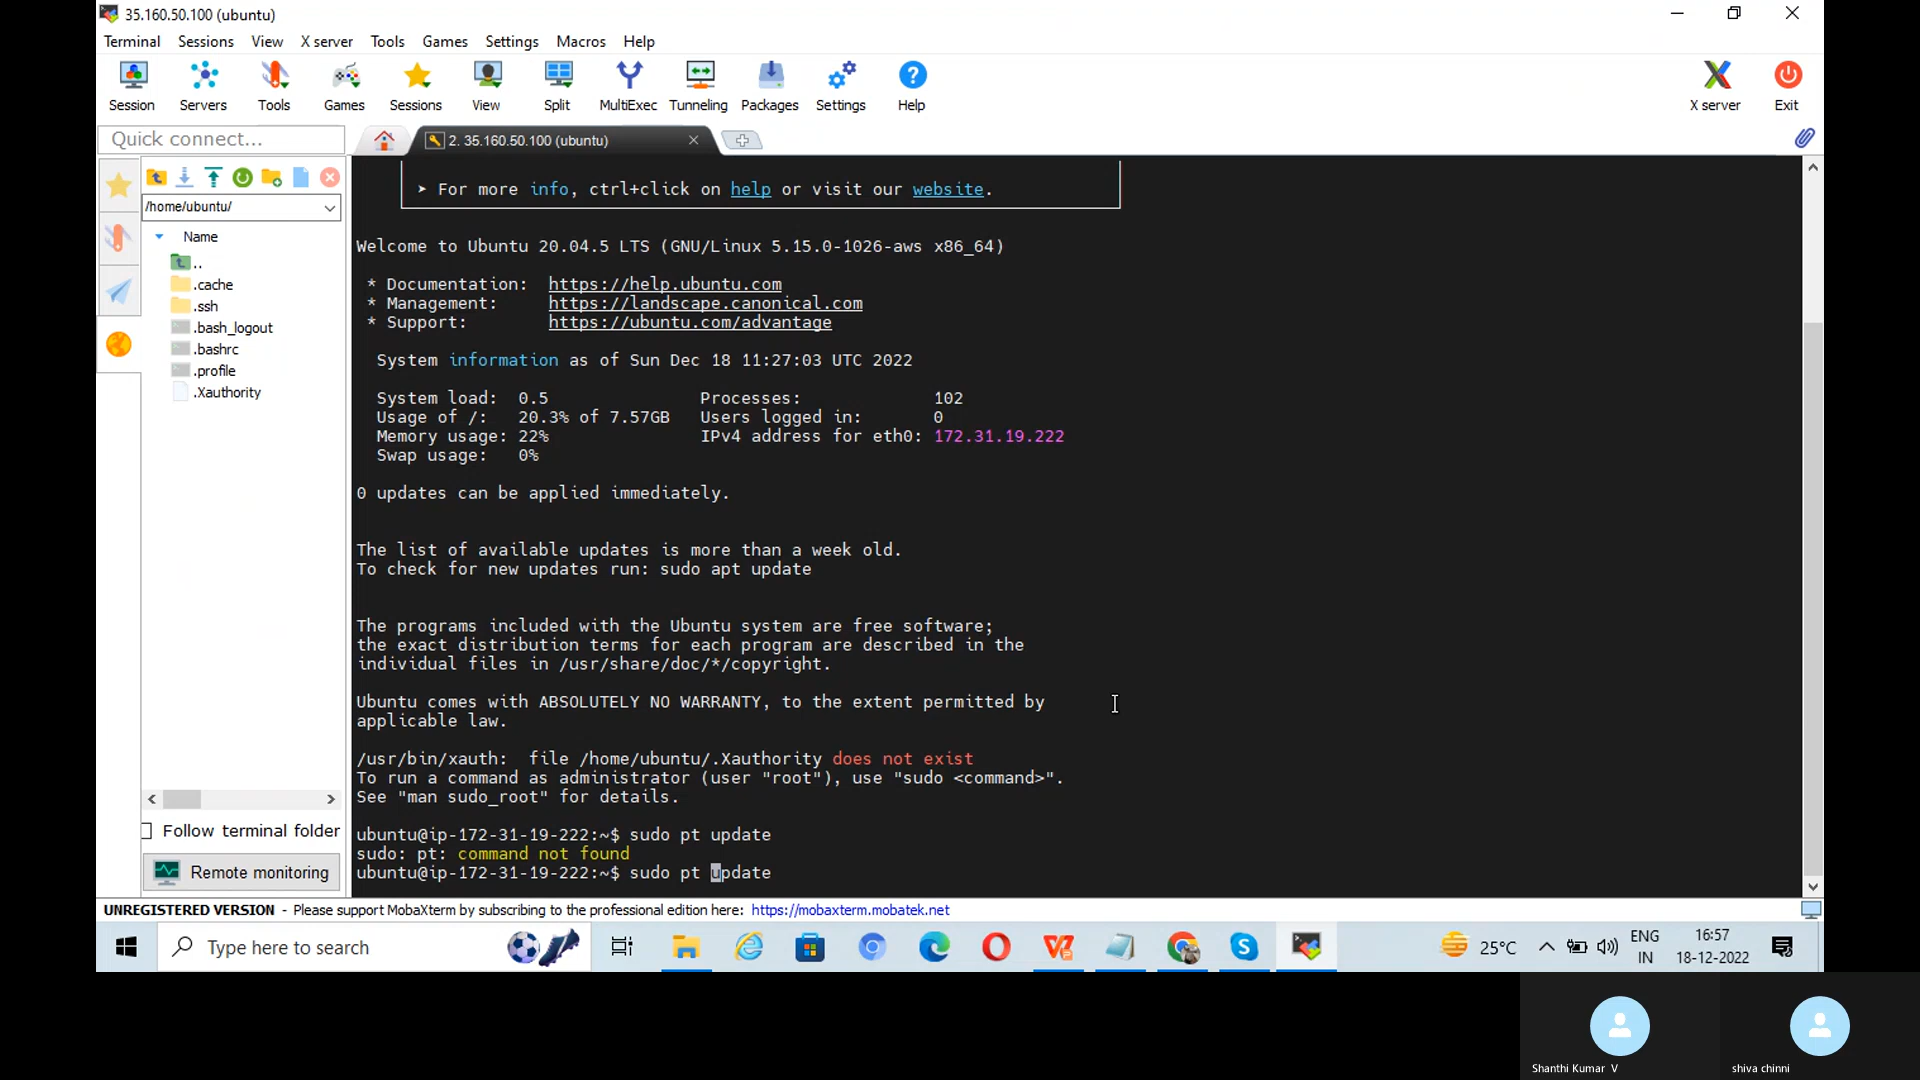 35.160.50.100 (ubuntu)
Terminal Sessions View X server Tools Games Settings Macros Help
Session Servers Tools Games Sessions View Split MultiExec Tunneling Packages Settings Help X server Exit
Quick connect...
2. 35.160.50.100 (ubuntu)
/home/ubuntu/
Name
..
.cache
.ssh
.bash_logout
.bashrc
.profile
.Xauthority
Follow terminal folder
Remote monitoring
➤ For more info, ctrl+click on help or visit our website.
Welcome to Ubuntu 20.04.5 LTS (GNU/Linux 5.15.0-1026-aws x86_64)
* Documentation: https://help.ubuntu.com
* Management: https://landscape.canonical.com
* Support: https://ubuntu.com/advantage
System information as of Sun Dec 18 11:27:03 UTC 2022
System load: 0.5 Processes: 102
Usage of /: 20.3% of 7.57GB Users logged in: 0
Memory usage: 22% IPv4 address for eth0: 172.31.19.222
Swap usage: 0%
0 updates can be applied immediately.
The list of available updates is more than a week old.
To check for new updates run: sudo apt update
The programs included with the Ubuntu system are free software;
the exact distribution terms for each program are described in the
individual files in /usr/share/doc/*/copyright.
Ubuntu comes with ABSOLUTELY NO WARRANTY, to the extent permitted by
applicable law.
/usr/bin/xauth: file /home/ubuntu/.Xauthority does not exist
To run a command as administrator (user "root"), use "sudo <command>".
See "man sudo_root" for details.
ubuntu@ip-172-31-19-222:~$ sudo pt update
sudo: pt: command not found
ubuntu@ip-172-31-19-222:~$ sudo pt update
UNREGISTERED VERSION - Please support MobaXterm by subscribing to the professional edition here: https://mobaxterm.mobatek.net
Type here to search
25°C
ENG
IN
16:57
18-12-2022
Shanthi Kumar V
shiva chinni